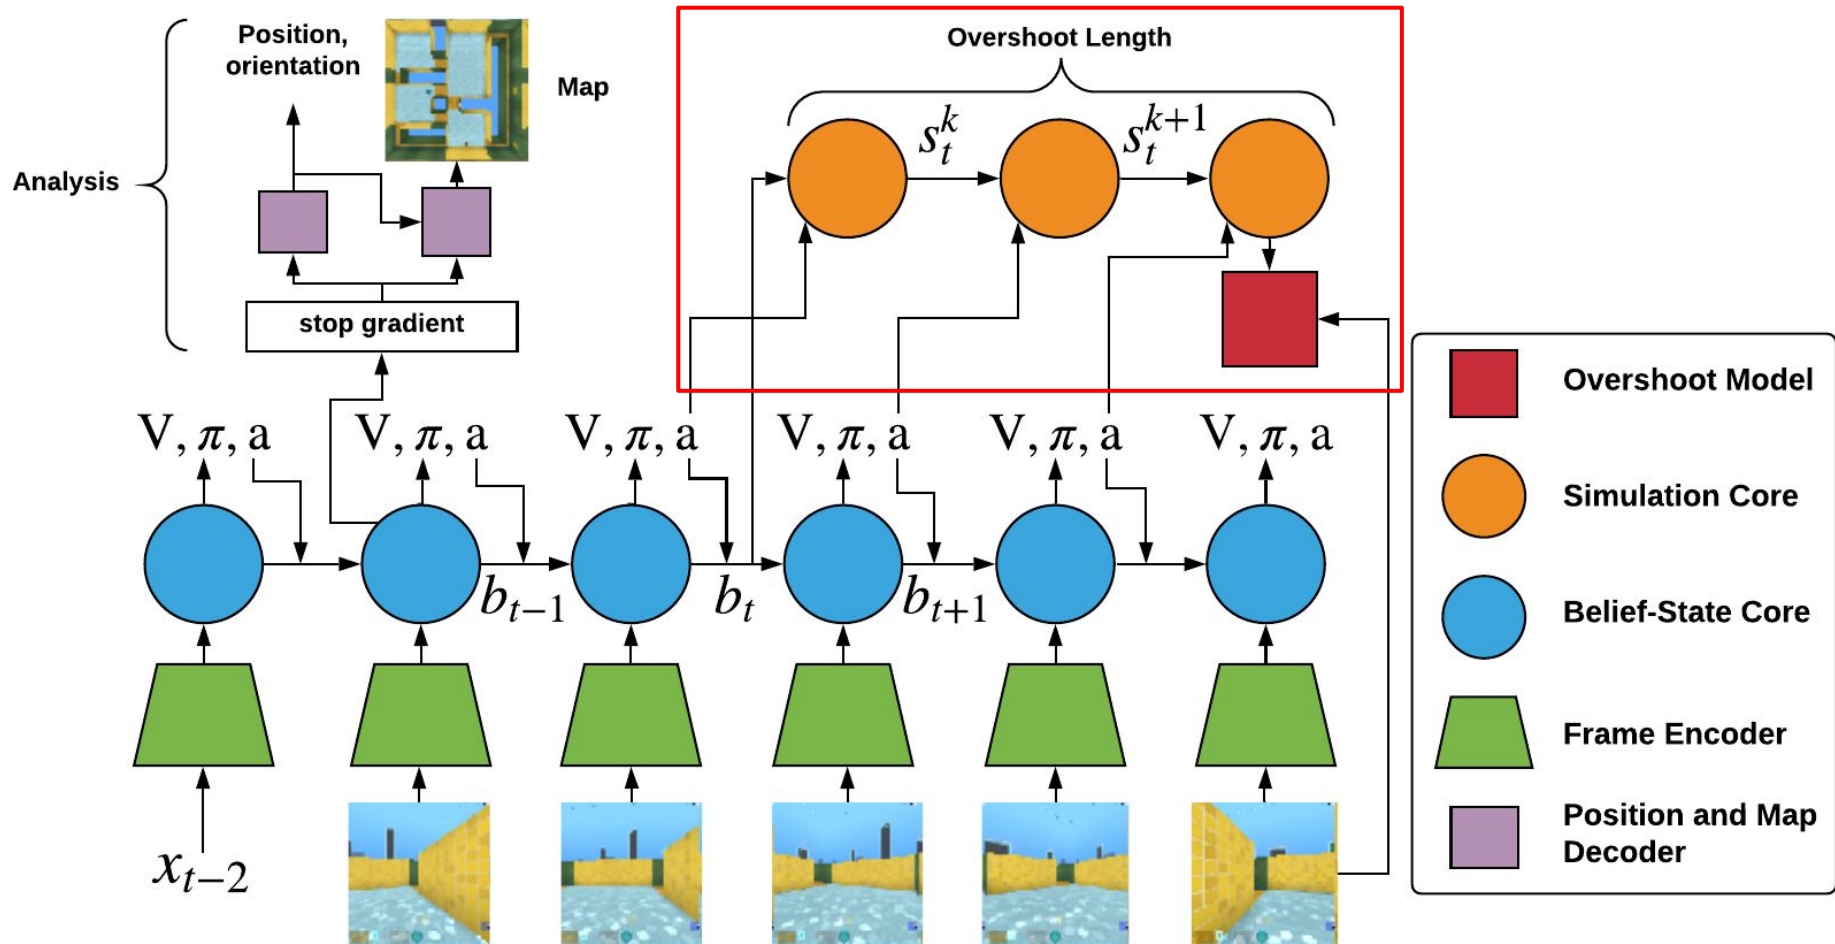 Position,
orientation
Map
Analysis
stop gradient
Overshoot Length
$s_t^k$
$s_t^{k+1}$
V, π, a
V, π, a
V, π, a
V, π, a
V, π, a
V, π, a
$b_{t-1}$
$b_t$
$b_{t+1}$
$x_{t-2}$
Overshoot Model
Simulation Core
Belief-State Core
Frame Encoder
Position and Map
Decoder